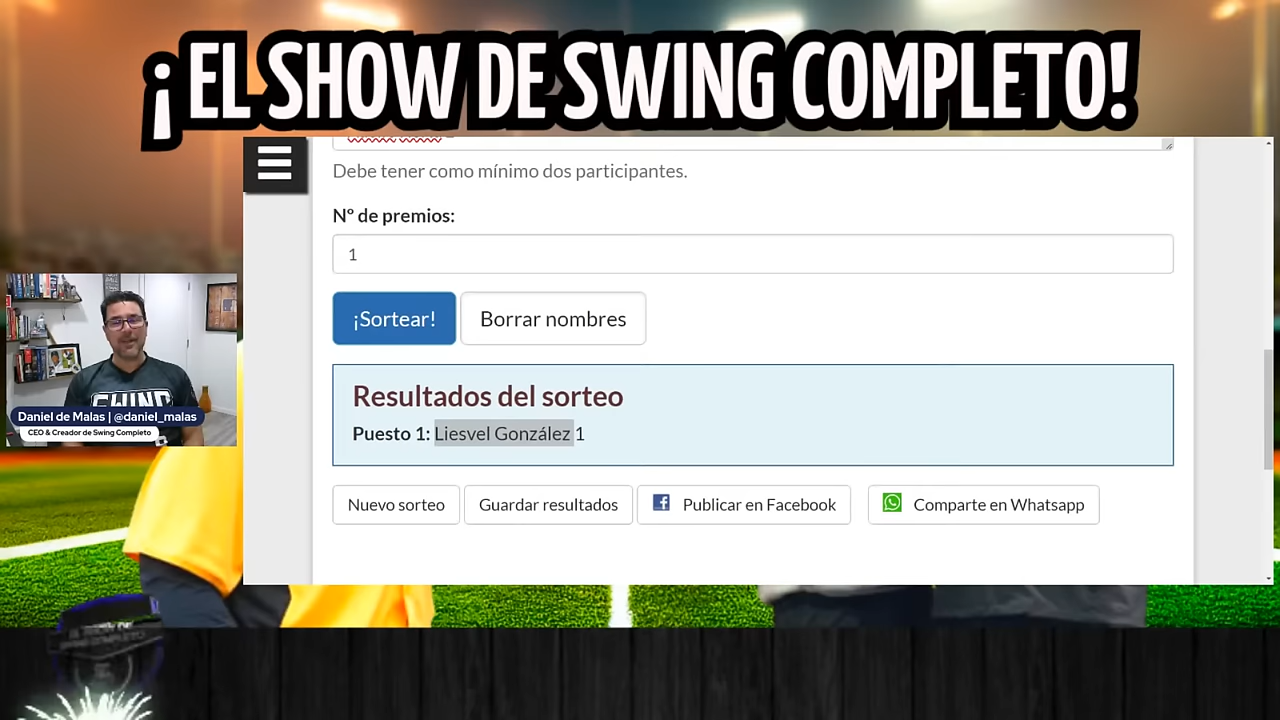 ¡EL SHOW DE SWING COMPLETO!
Debe tener como mínimo dos participantes.
Nº de premios:
1
¡Sortear!
Borrar nombres
Resultados del sorteo
Puesto 1: Liesvel González 1
Nuevo sorteo
Guardar resultados
Publicar en Facebook
Comparte en Whatsapp
SWING
Daniel de Malas | @daniel_malas
CEO & Creador de Swing Completo